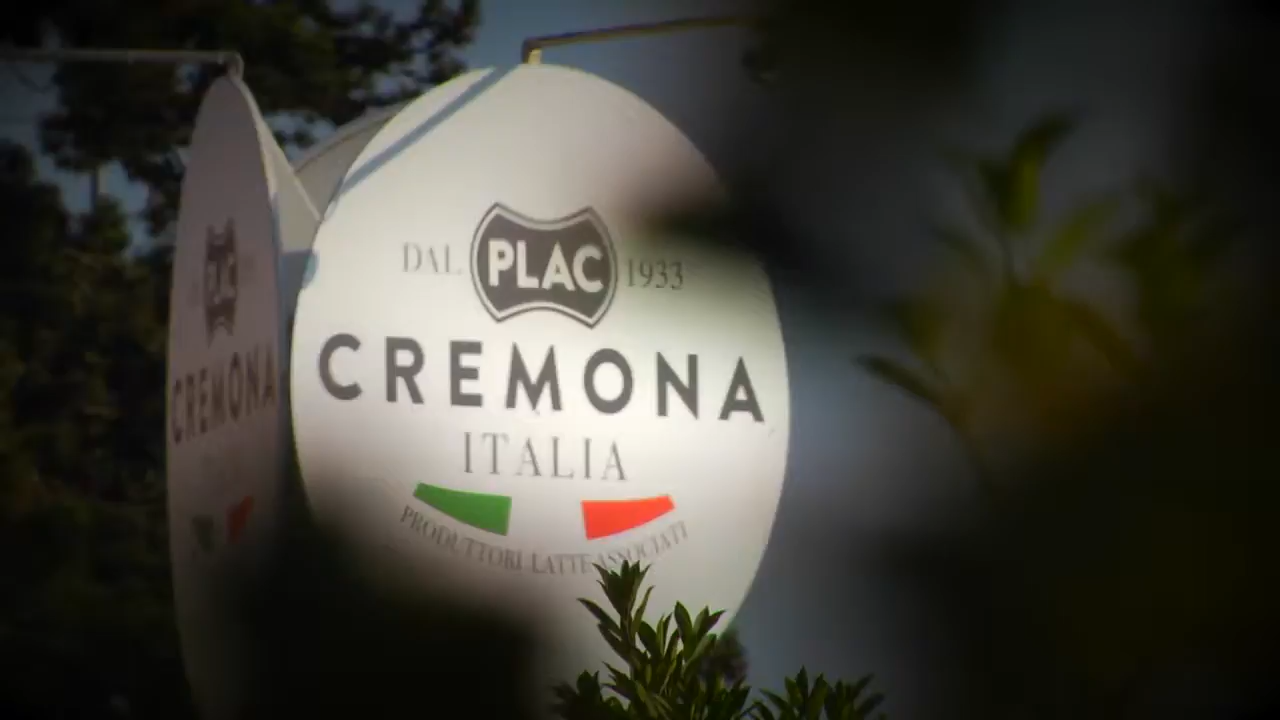 DAL PLAC 1933
CREMONA
ITALIA
PRODUTTORI LATTE ASSOCIATI
PLAC
CREMONA